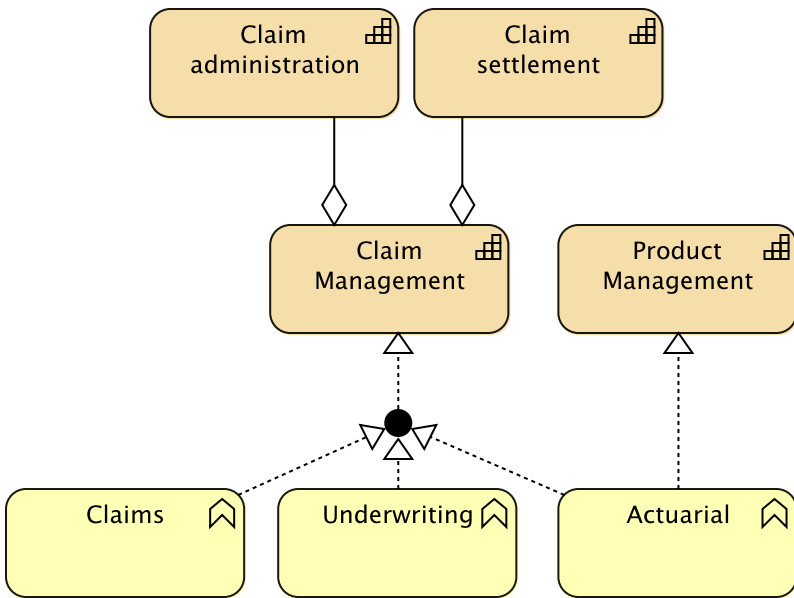 Claim
administration
Claim
settlement
Claim
Management
Product
Management
Claims
Underwriting
Actuarial